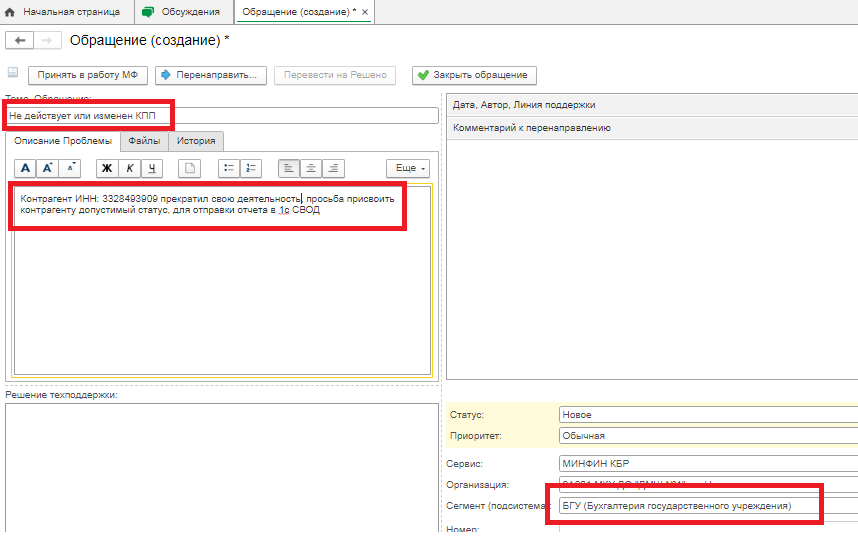 Начальная страница Обсуждения Обращение (создание) * ×
Обращение (создание) *
Принять в работу МФ Перенаправить... Перевести на Решено Закрыть обращение
Тема Обращение:
Не действует или изменен КПП
Описание Проблемы Файлы История
А А А Ж К Ч Еще
Контрагент ИНН: 3328493909 прекратил свою деятельность, просьба присвоить
контрагенту допустимый статус, для отправки отчета в 1с СВОД
Дата, Автор, Линия поддержки
Комментарий к перенаправлению
Решение техподдержки:
Статус: Новое
Приоритет: Обычная
Сервис: МИНФИН КБР
Организация:
Сегмент (подсистема: БГУ (Бухгалтерия государственного учреждения)
Номер: